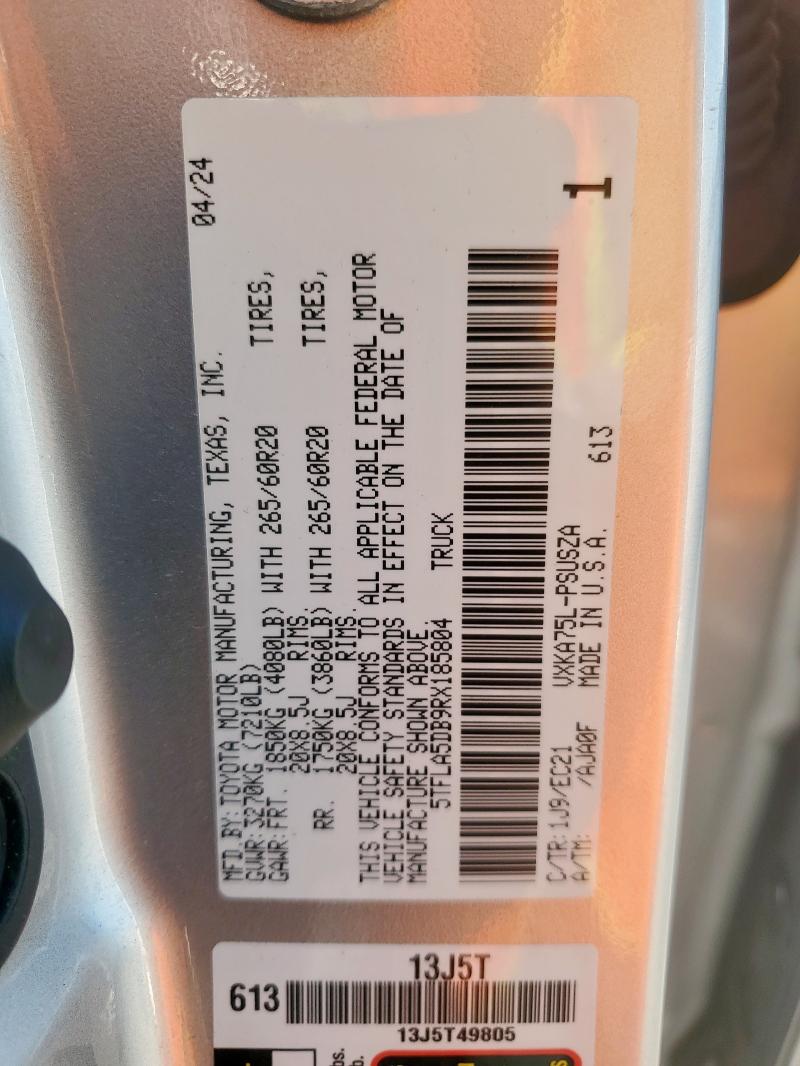 MFD. BY: TOYOTA MOTOR MANUFACTURING, TEXAS, INC. 04/24
GVWR: 3270KG (7210LB)
GAWR: FRT. 1850KG (4080LB) WITH 265/60R20 TIRES,
20X8.5J RIMS.
RR. 1750KG (3860LB) WITH 265/60R20 TIRES,
20X8.5J RIMS.
THIS VEHICLE CONFORMS TO ALL APPLICABLE FEDERAL MOTOR
VEHICLE SAFETY STANDARDS IN EFFECT ON THE DATE OF
MANUFACTURE SHOWN ABOVE.
5TFLA5DB9RX185804 TRUCK
1
C/TR: 1J9/EC21 VXKA75L-PSUSZA
A/TM: /AJA0F MADE IN U.S.A. 613
13J5T
613
13J5T49805